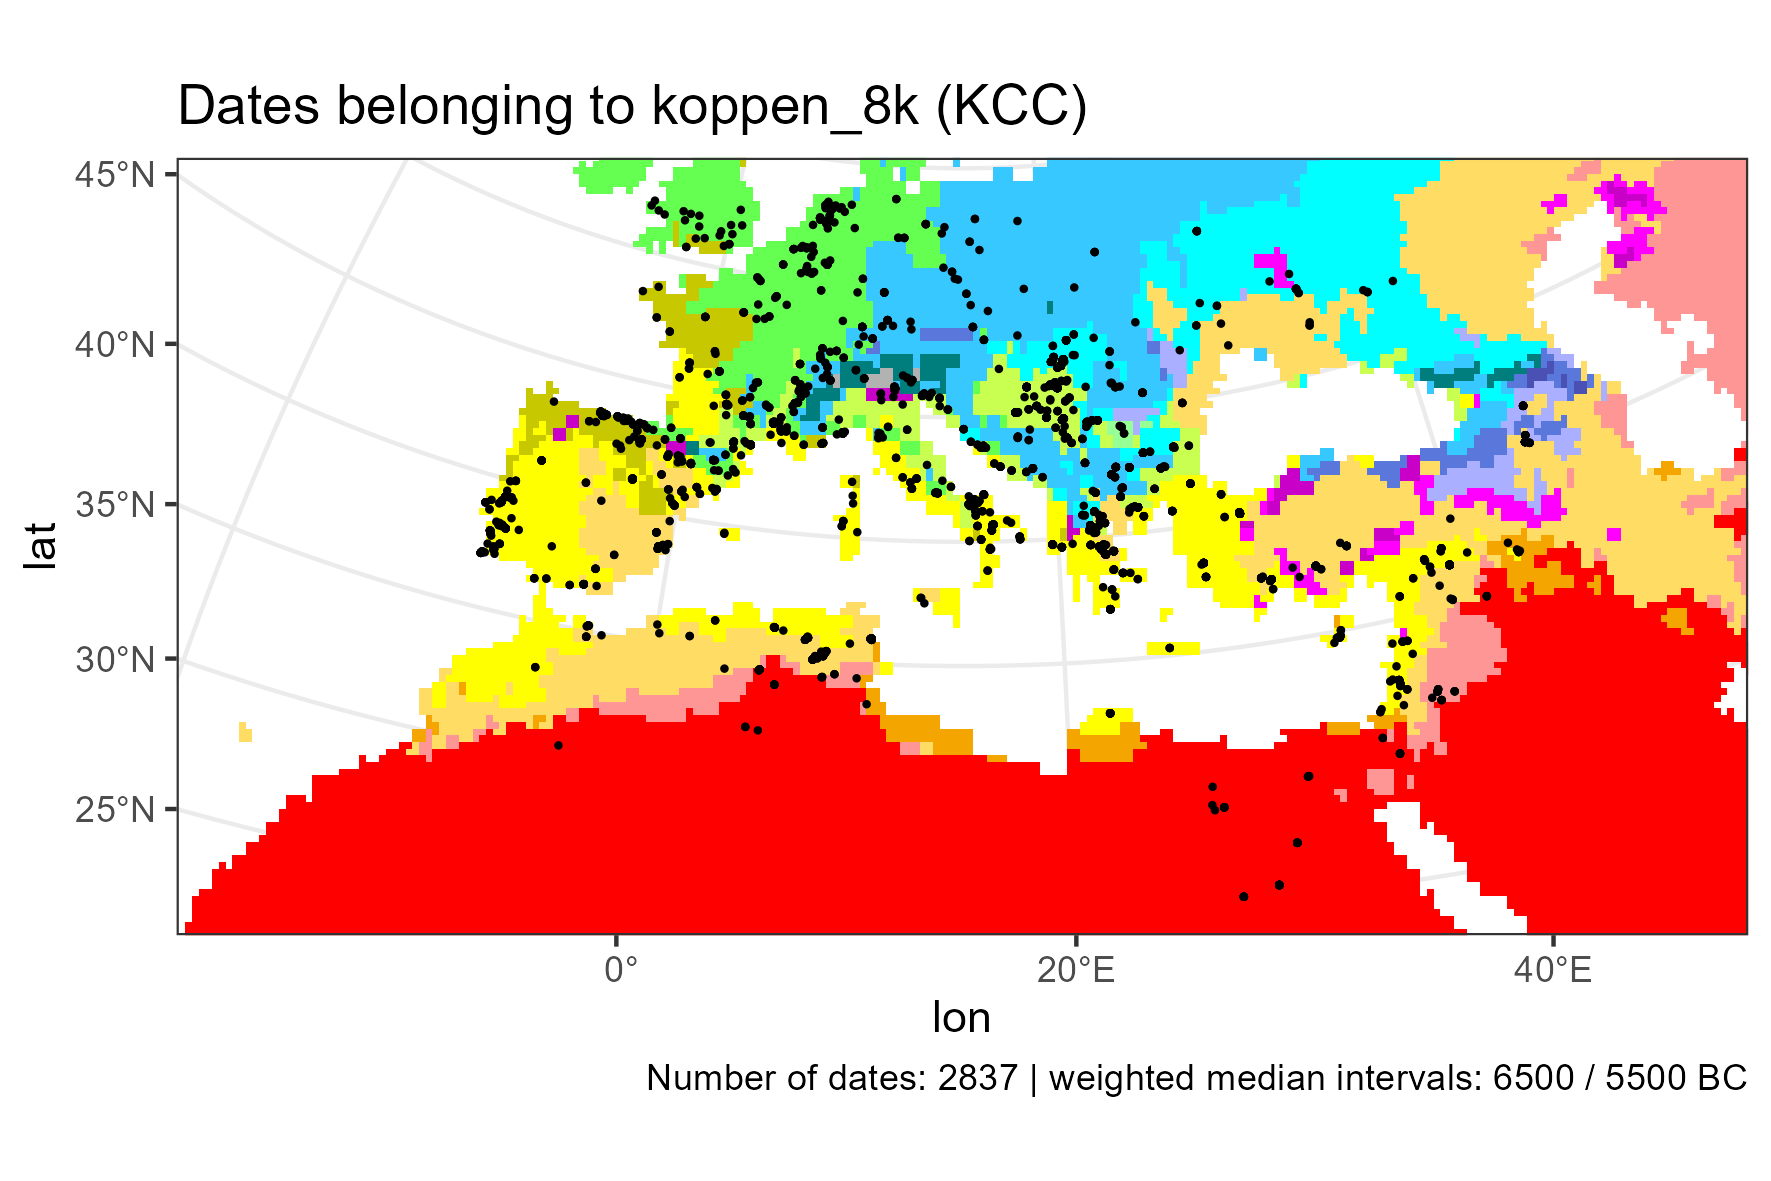 Dates belonging to koppen_8k (KCC)
45°N
40°N
35°N
30°N
25°N
lat
0°
20°E
40°E
lon
Number of dates: 2837 | weighted median intervals: 6500 / 5500 BC